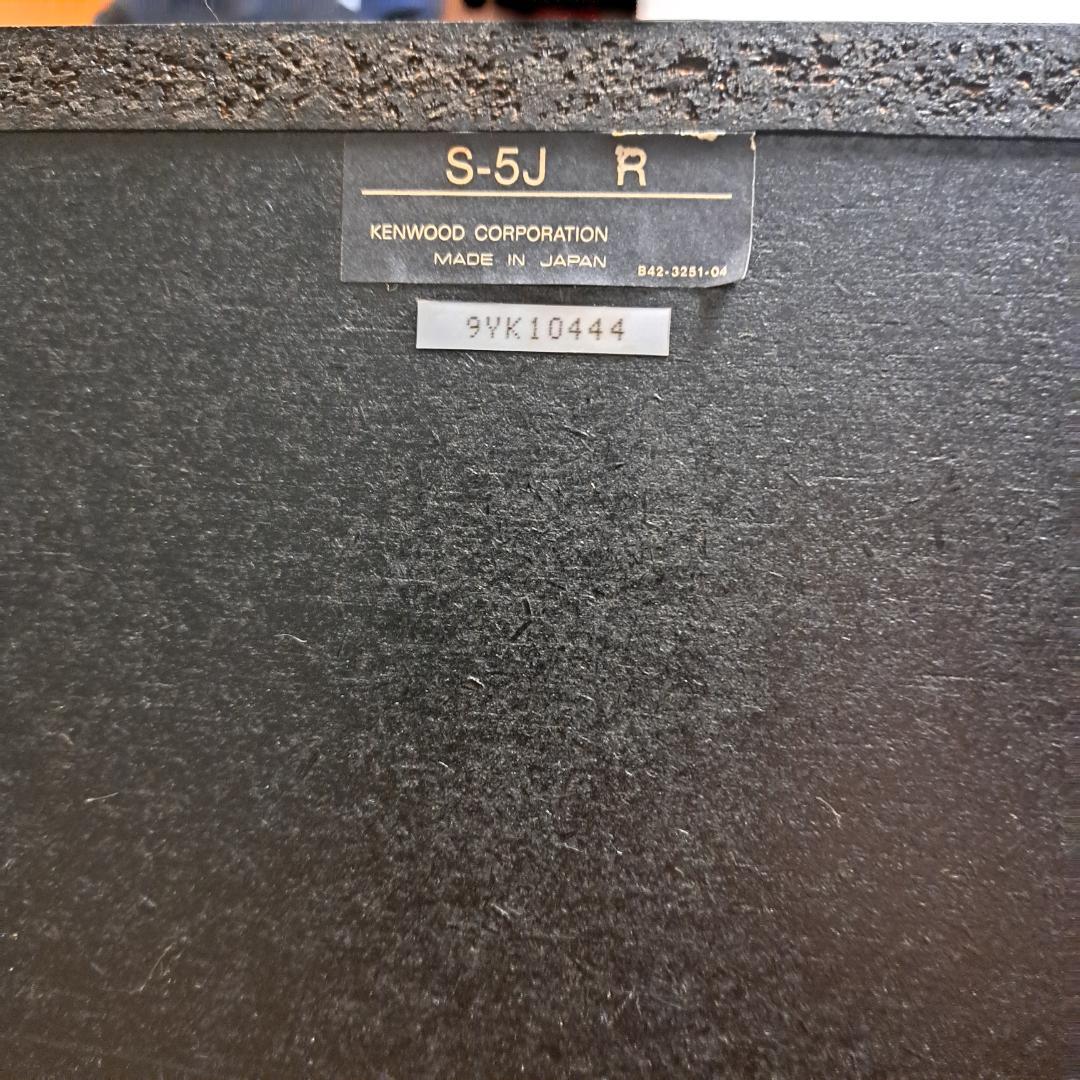 S-5J R
KENWOOD CORPORATION
MADE IN JAPAN B42-3251-04
9YK10444